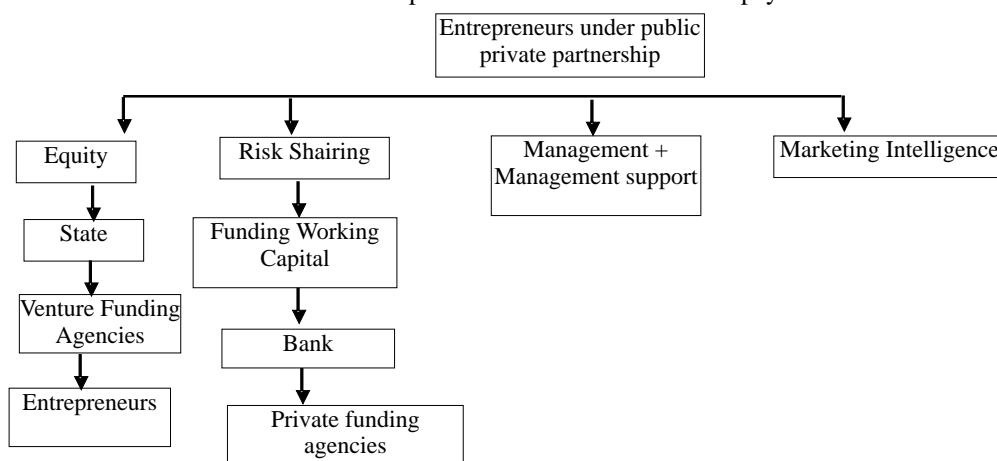 Entrepreneurs under public
private partnership
Equity
Risk Shairing
Management +
Management support
Marketing Intelligence
State
Funding Working
Capital
Venture Funding
Agencies
Bank
Entrepreneurs
Private funding
agencies